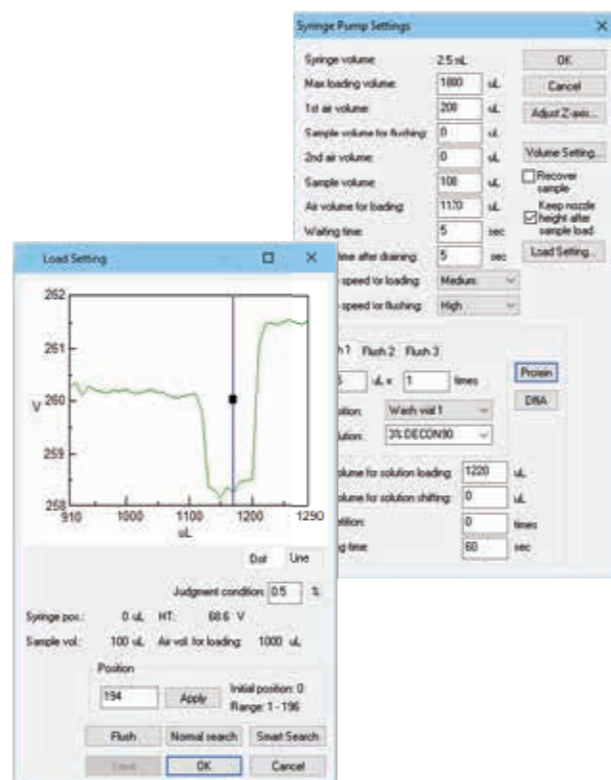 Syringe Pump Settings
Syringe volume 2.5 mL OK
Max loading volume: 1800 uL Cancel
1st air volume: 200 uL Adjust Z-axis...
Sample volume for flushing: 0 uL
2nd air volume: 0 uL Volume Setting...
Sample volume 100 uL Recover sample
Air volume for loading: 1170 uL Keep nozzle height after sample load
Waiting time: 5 sec
time after draining: 5 sec Load Setting...
speed for loading: Medium
speed for flushing: High
1 Flush 2 Flush 3
uL x 1 times Protein
Wash vial 1 DNA
3% DECON90
volume for solution loading: 1220 uL
volume for solution shifting: 0 uL
0 times
time 60 sec
Load Setting
262
261
V 260
259
258
910 1000 1100 1200 1290
uL
Dot Line
Judgment condition: 0.5 %
Syringe pos.: 0 uL HT: 68.6 V
Sample vol.: 100 uL Air vol. for loading: 1000 uL
Position
194 Apply Initial position: 0
Range: 1 - 196
Flush Normal search Smart Search
Save OK Cancel